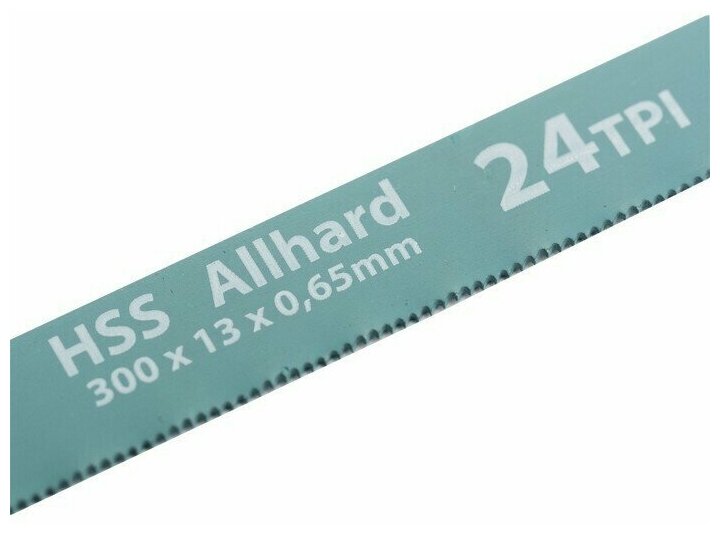 HSS Allhard
300 x 13 x 0,65mm
24TPI